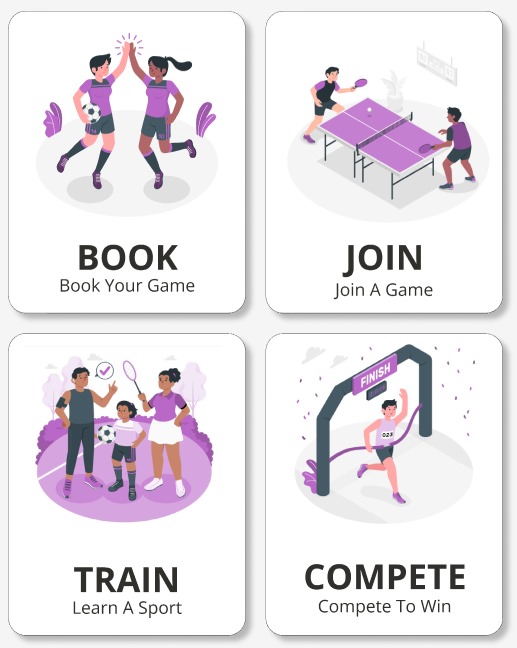 BOOK
Book Your Game
JOIN
Join A Game
FINISH
TRAIN
Learn A Sport
023
COMPETE
Compete To Win